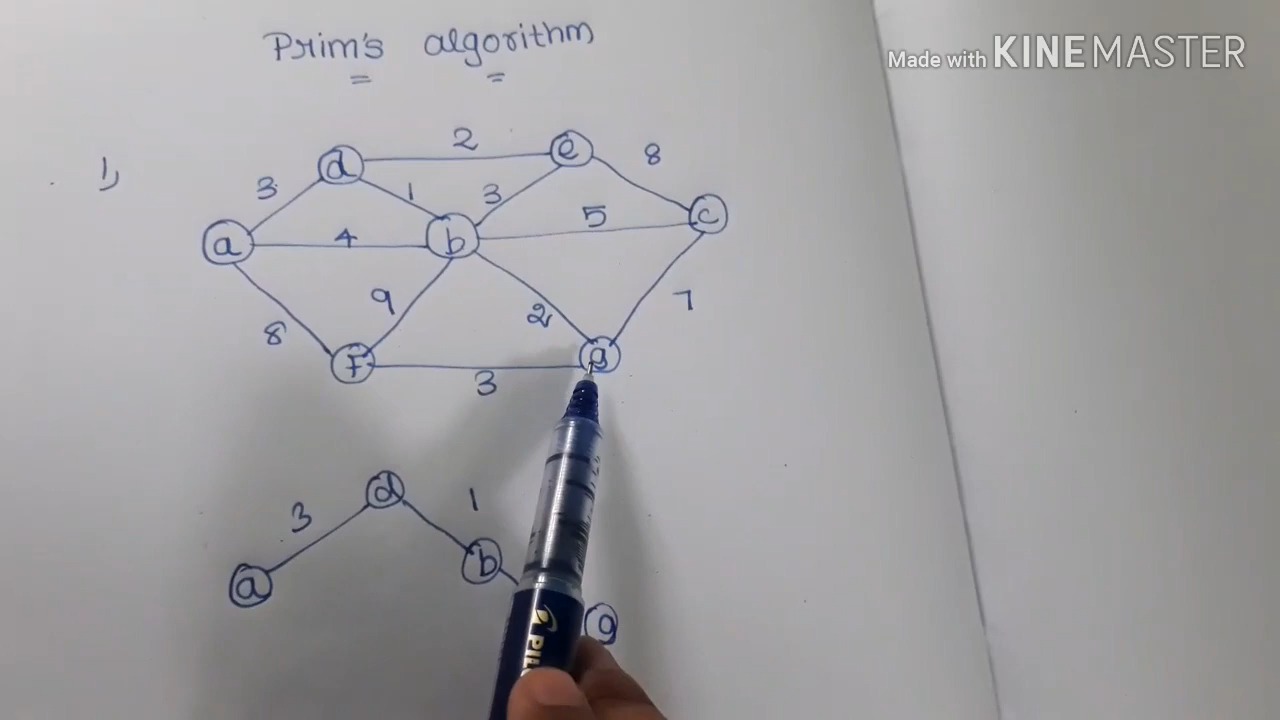 Prim's algorithm
Made with KINEMASTER
1,
d 2 e 8
3 1 3 5 c
a 4 b
9 2 7
8
f 3 g
d 1
3
a b
g
PIL